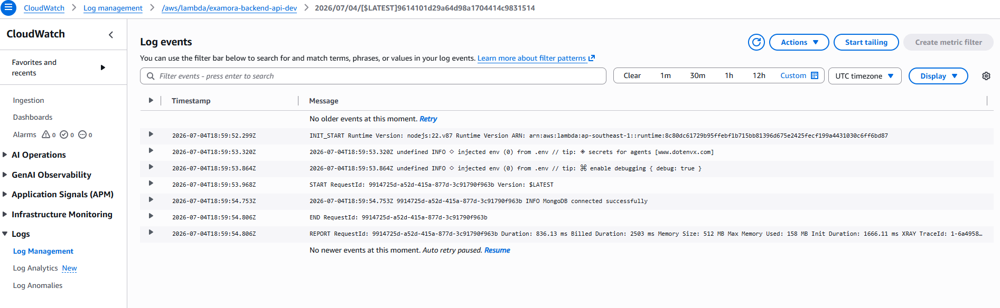 CloudWatch > Log management > /aws/lambda/examora-backend-api-dev > 2026/07/04/[$LATEST]9614101d29a64d98a1704414c9831514
CloudWatch
Favorites and
recents
Ingestion
Dashboards
Alarms 0 0 0
AI Operations
GenAI Observability
Application Signals (APM)
Infrastructure Monitoring
Logs
Log Management
Log Analytics New
Log Anomalies
Log events
Actions Start tailing Create metric filter
You can use the filter bar below to search for and match terms, phrases, or values in your log events. Learn more about filter patterns
Filter events - press enter to search
Clear 1m 30m 1h 12h Custom UTC timezone Display
Timestamp Message
No older events at this moment. Retry
2026-07-04T18:59:52.299Z INIT_START Runtime Version: nodejs:22.v87 Runtime Version ARN: arn:aws:lambda:ap-southeast-1::runtime:8c80dc61729b95ffebf1b715bb81396d675e2425fecf199a4431030c6ff6bd87
2026-07-04T18:59:53.320Z 2026-07-04T18:59:53.320Z undefined INFO ◇ injected env (0) from .env // tip: ◈ secrets for agents [www.dotenvx.com]
2026-07-04T18:59:53.864Z 2026-07-04T18:59:53.864Z undefined INFO ◇ injected env (0) from .env // tip: ⌘ enable debugging { debug: true }
2026-07-04T18:59:53.968Z START RequestId: 9914725d-a52d-415a-877d-3c91790f963b Version: $LATEST
2026-07-04T18:59:54.753Z 2026-07-04T18:59:54.753Z 9914725d-a52d-415a-877d-3c91790f963b INFO MongoDB connected successfully
2026-07-04T18:59:54.806Z END RequestId: 9914725d-a52d-415a-877d-3c91790f963b
2026-07-04T18:59:54.806Z REPORT RequestId: 9914725d-a52d-415a-877d-3c91790f963b Duration: 836.13 ms Billed Duration: 2503 ms Memory Size: 512 MB Max Memory Used: 158 MB Init Duration: 1666.11 ms XRAY TraceId: 1-6a4958…
No newer events at this moment. Auto retry paused. Resume